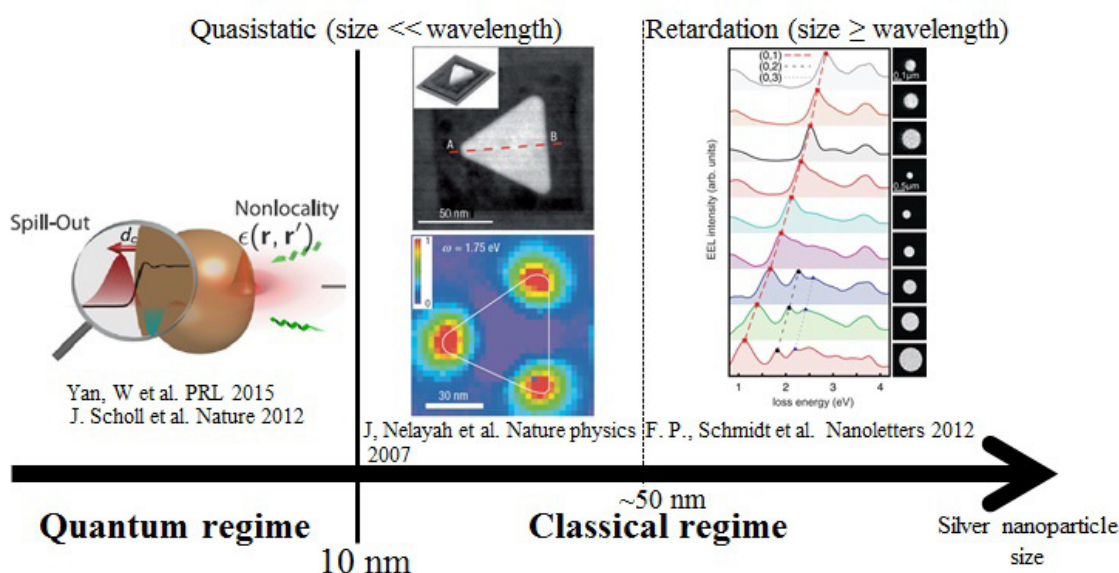 Quasistatic (size << wavelength)
Retardation (size ≥ wavelength)
A
B
50 nm
ω = 1.75 eV
1
0
30 nm
Spill-Out
d
Nonlocality
ϵ(r, r′)
Yan, W et al. PRL 2015
J. Scholl et al. Nature 2012
J, Nelayah et al. Nature physics
2007
(0,1)
(0,2)
(0,3)
0,1µm
0,5µm
EEL intensity (arb. units)
1 2 3 4
loss energy (eV)
F. P., Schmidt et al. Nanoletters 2012
~50 nm
Quantum regime
Classical regime
10 nm
Silver nanoparticle
size